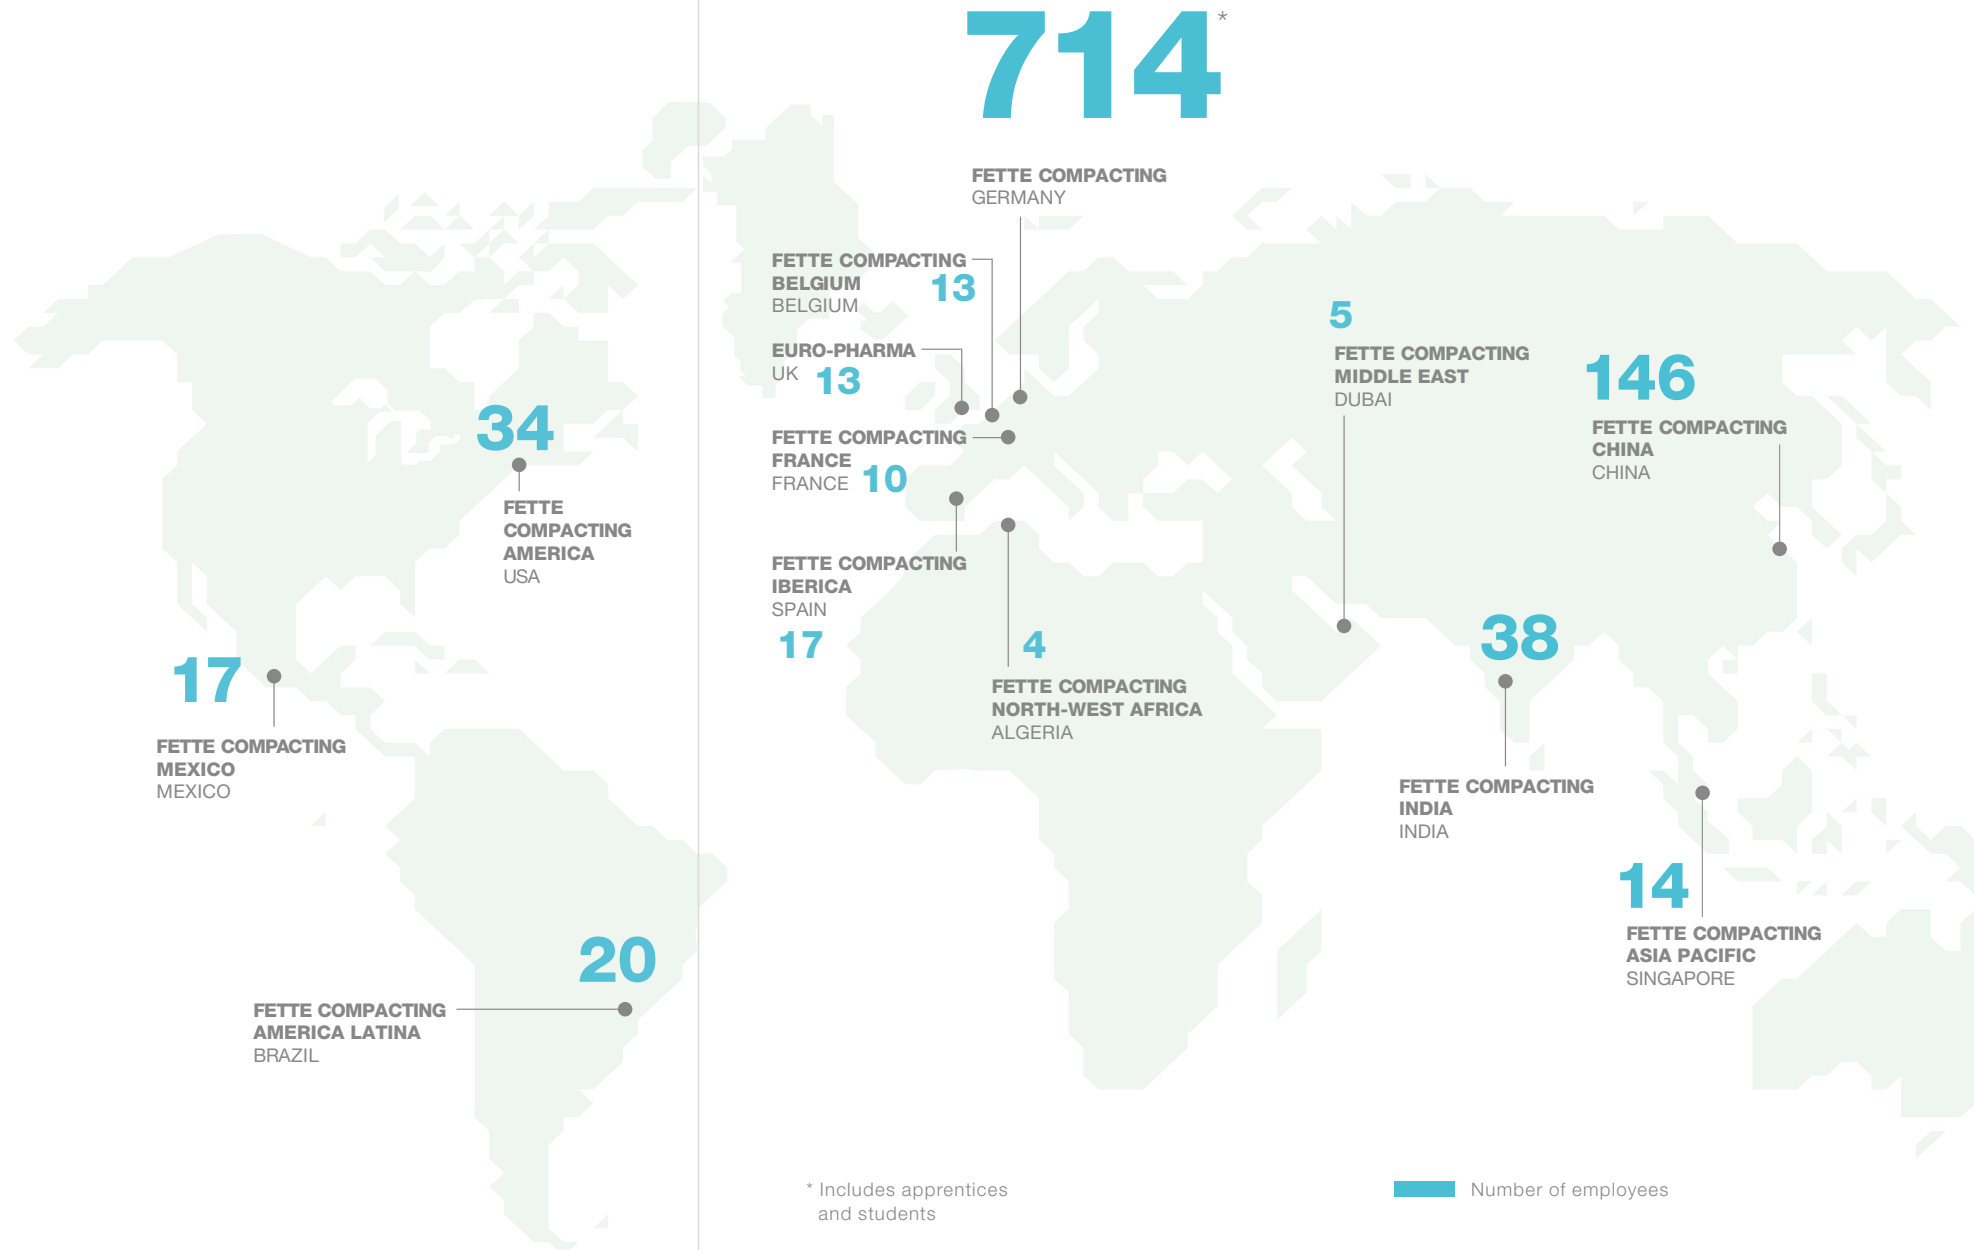 714*
FETTE COMPACTING
GERMANY
FETTE COMPACTING
BELGIUM
BELGIUM
13
EURO-PHARMA
UK
13
FETTE COMPACTING
FRANCE
FRANCE
10
FETTE COMPACTING
IBERICA
SPAIN
17
4
FETTE COMPACTING
NORTH-WEST AFRICA
ALGERIA
5
FETTE COMPACTING
MIDDLE EAST
DUBAI
146
FETTE COMPACTING
CHINA
CHINA
34
FETTE
COMPACTING
AMERICA
USA
17
FETTE COMPACTING
MEXICO
MEXICO
20
FETTE COMPACTING
AMERICA LATINA
BRAZIL
38
FETTE COMPACTING
INDIA
INDIA
14
FETTE COMPACTING
ASIA PACIFIC
SINGAPORE
* Includes apprentices
and students
Number of employees